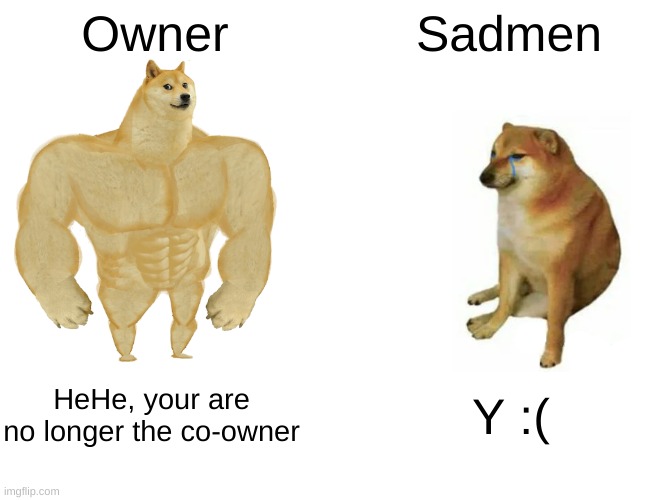 Owner
Sadmen
HeHe, your are
no longer the co-owner
Y :(
imgflip.com